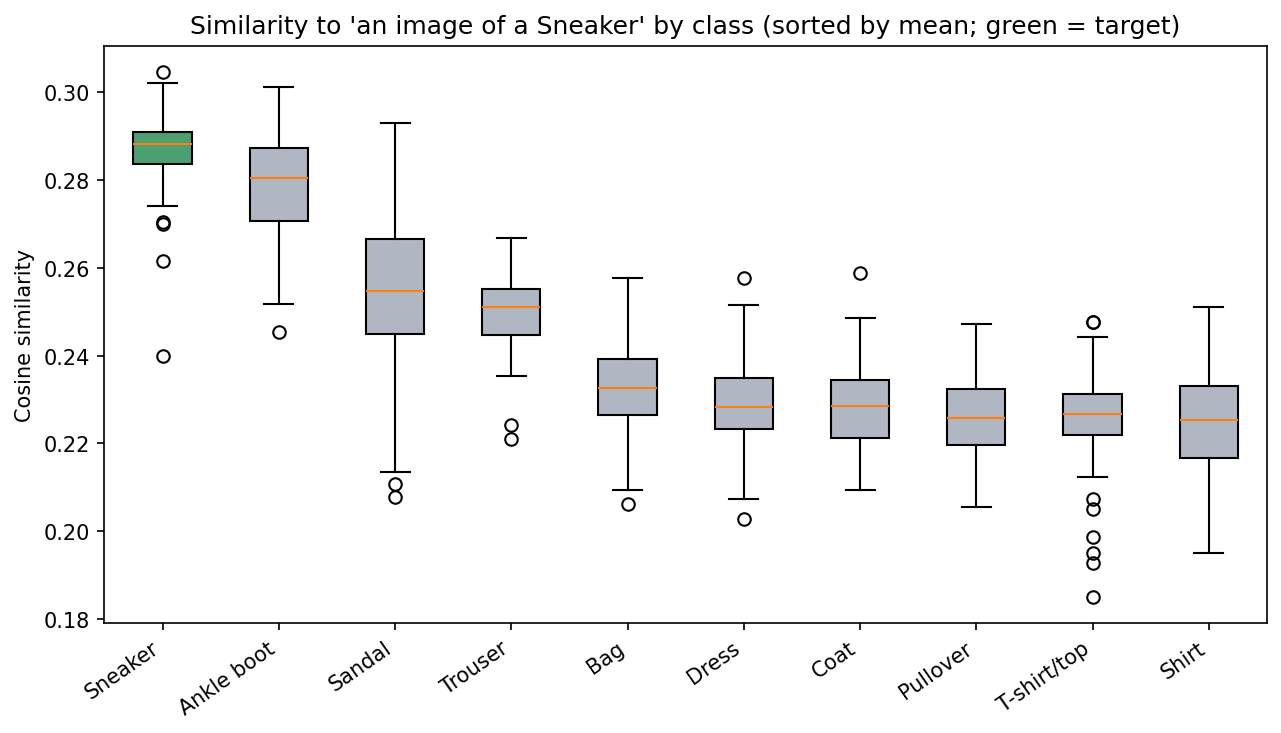 Similarity to 'an image of a Sneaker' by class (sorted by mean; green = target)
Cosine similarity
0.30
0.28
0.26
0.24
0.22
0.20
0.18
Sneaker
Ankle boot
Sandal
Trouser
Bag
Dress
Coat
Pullover
T-shirt/top
Shirt